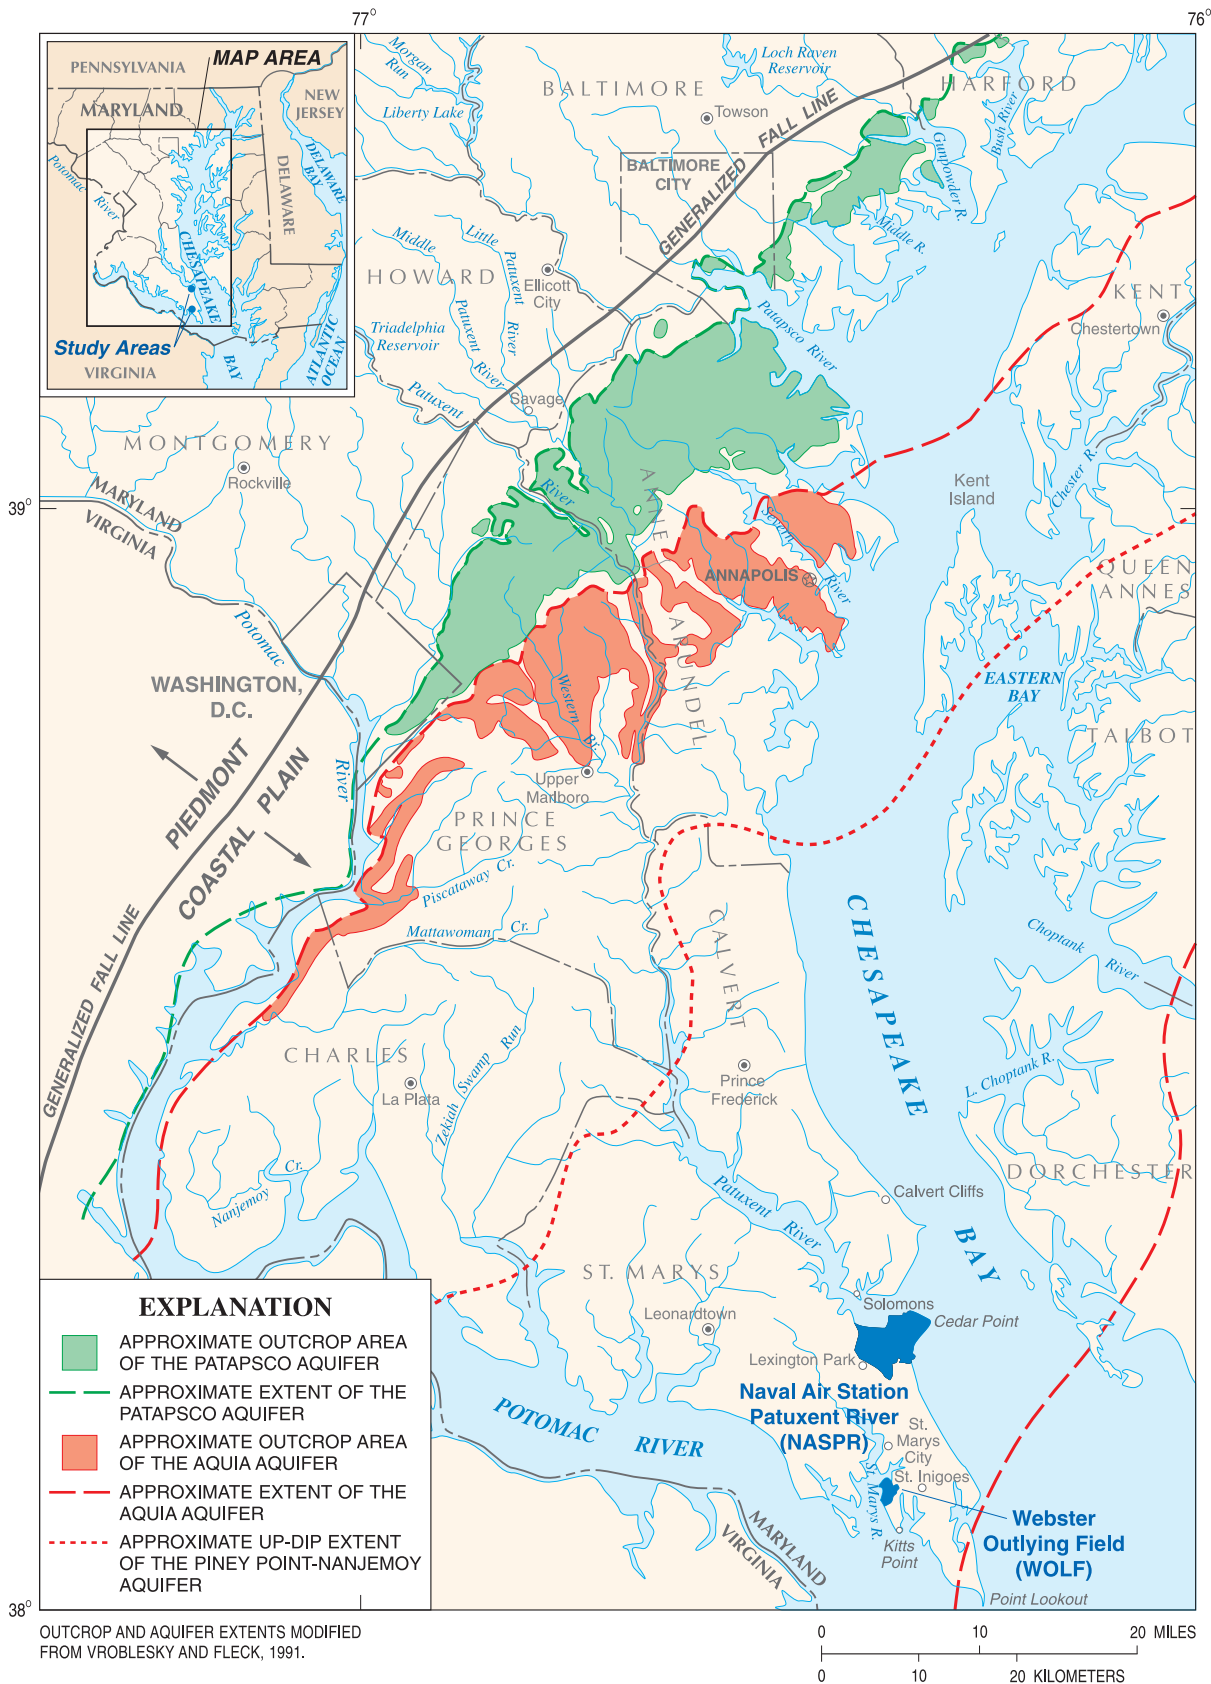 77°
76°
PENNSYLVANIA
MAP AREA
MARYLAND
NEW
JERSEY
DELAWARE
DELAWARE
BAY
Potomac
River
CHESAPEAKE
BAY
Study Areas
VIRGINIA
ATLANTIC
OCEAN
Morgan
Run
Liberty Lake
BALTIMORE
Loch Raven
Reservoir
HARFORD
Towson
Bush River
Gunpowder R.
BALTIMORE
CITY
GENERALIZED FALL LINE
Middle R.
Middle
Patuxent
River
Little
Patuxent
River
HOWARD
Ellicott
City
KENT
Chestertown
Triadelphia
Reservoir
Patapsco River
Patuxent
Savage
MONTGOMERY
Rockville
River
Chester R.
Kent
Island
39°
MARYLAND
VIRGINIA
ANNE ARUNDEL
Severn
River
ANNAPOLIS
QUEEN
ANNES
Potomac
River
WASHINGTON,
D.C.
EASTERN
BAY
TALBOT
Western
Br.
PIEDMONT
COASTAL PLAIN
Upper
Marlboro
PRINCE
GEORGES
Piscataway Cr.
Mattawoman Cr.
GENERALIZED FALL LINE
CALVERT
CHESAPEAKE
BAY
Choptank
River
CHARLES
La Plata
Zekiah Swamp Run
Prince
Frederick
L. Choptank R.
DORCHESTER
Nanjemoy
Cr.
Patuxent River
Calvert Cliffs
ST. MARYS
Leonardtown
Solomons
Cedar Point
Lexington Park
Naval Air Station
Patuxent River
(NASPR)
St.
Marys
City
St. Inigoes
St. Marys R.
POTOMAC RIVER
Webster
Outlying Field
(WOLF)
Kitts
Point
MARYLAND
VIRGINIA
Point Lookout
38°
EXPLANATION
APPROXIMATE OUTCROP AREA
OF THE PATAPSCO AQUIFER
APPROXIMATE EXTENT OF THE
PATAPSCO AQUIFER
APPROXIMATE OUTCROP AREA
OF THE AQUIA AQUIFER
APPROXIMATE EXTENT OF THE
AQUIA AQUIFER
APPROXIMATE UP-DIP EXTENT
OF THE PINEY POINT-NANJEMOY
AQUIFER
OUTCROP AND AQUIFER EXTENTS MODIFIED
FROM VROBLESKY AND FLECK, 1991.
0 10 20 MILES
0 10 20 KILOMETERS